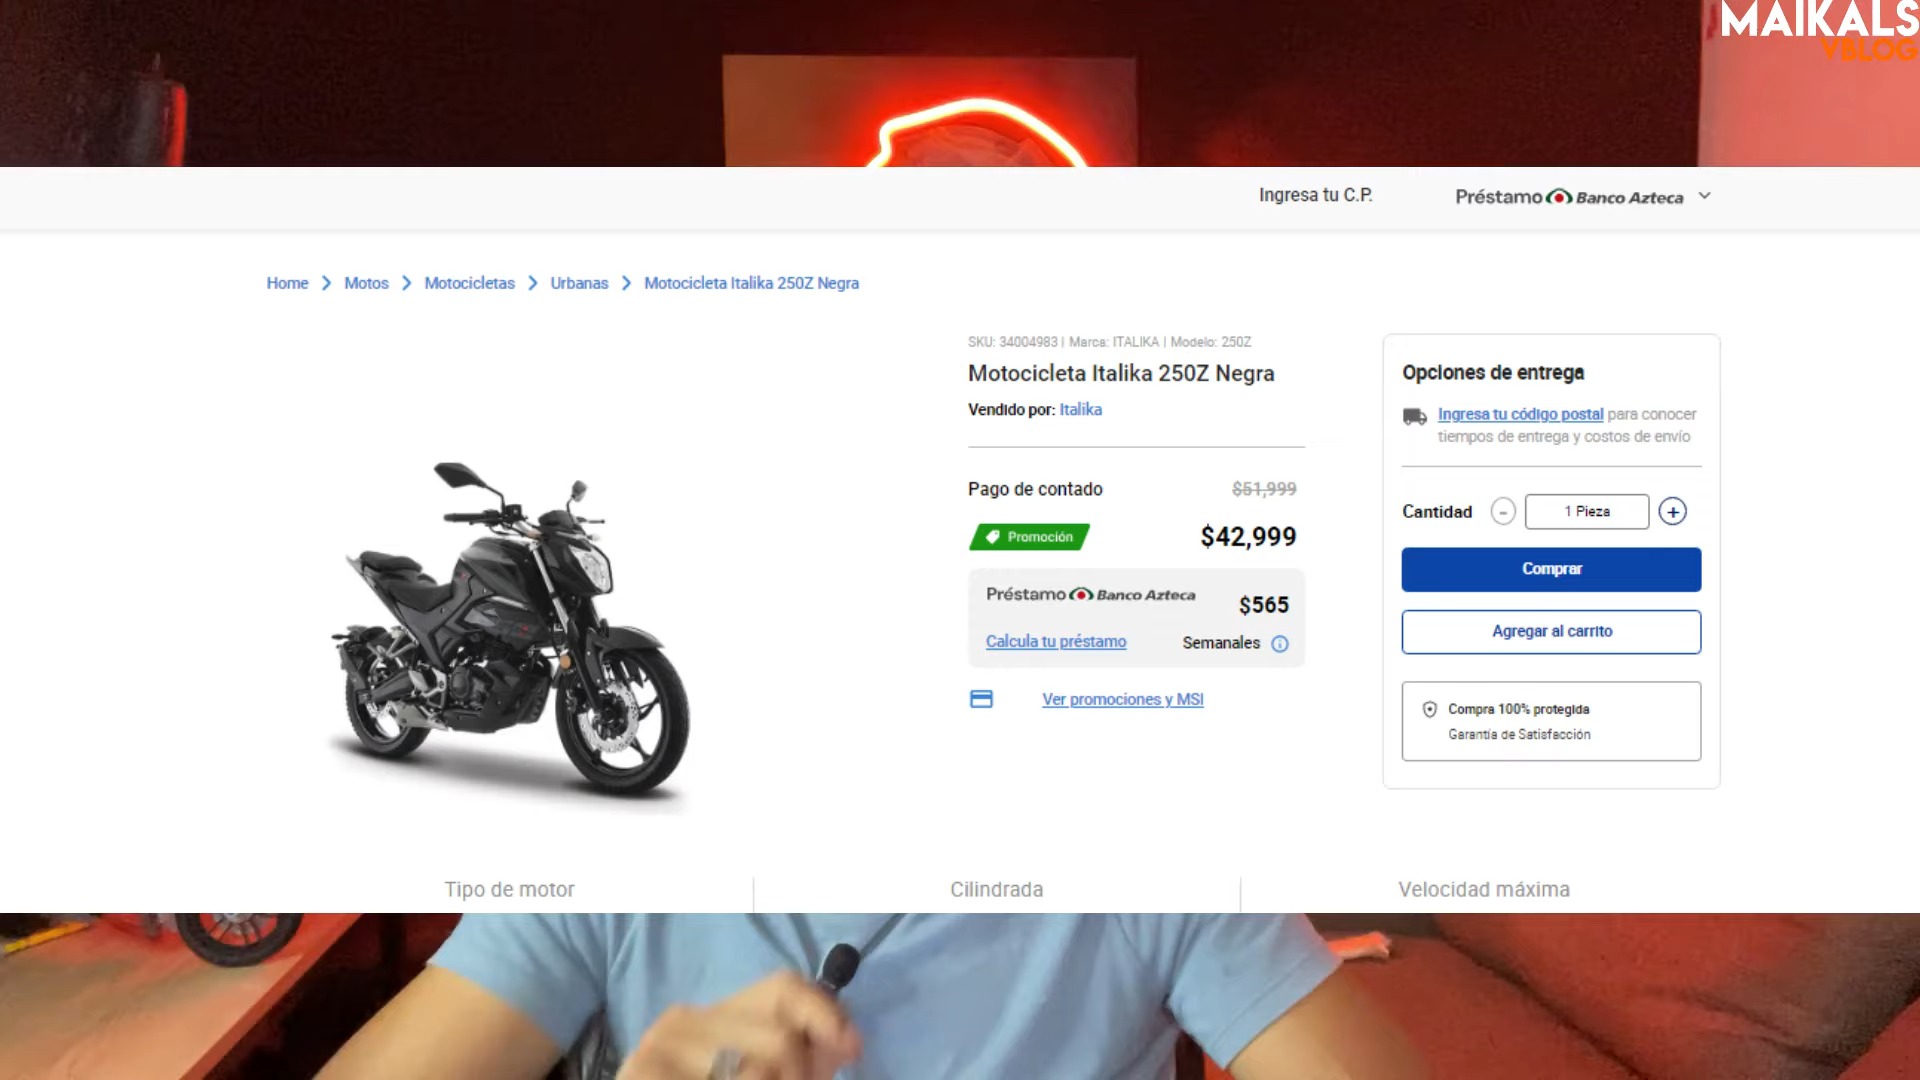 MAIKALS
VBLOG
Ingresa tu C.P.
Préstamo Banco Azteca
Home > Motos > Motocicletas > Urbanas > Motocicleta Italika 250Z Negra
SKU: 34004983 | Marca: ITALIKA | Modelo: 250Z
Motocicleta Italika 250Z Negra
Vendido por: Italika
Pago de contado $51,999
Promoción $42,999
Préstamo Banco Azteca $565
Calcula tu préstamo Semanales
Ver promociones y MSI
Opciones de entrega
Ingresa tu código postal para conocer
tiempos de entrega y costos de envío
Cantidad - 1 Pieza +
Comprar
Agregar al carrito
Compra 100% protegida
Garantía de Satisfacción
Tipo de motor Cilindrada Velocidad máxima